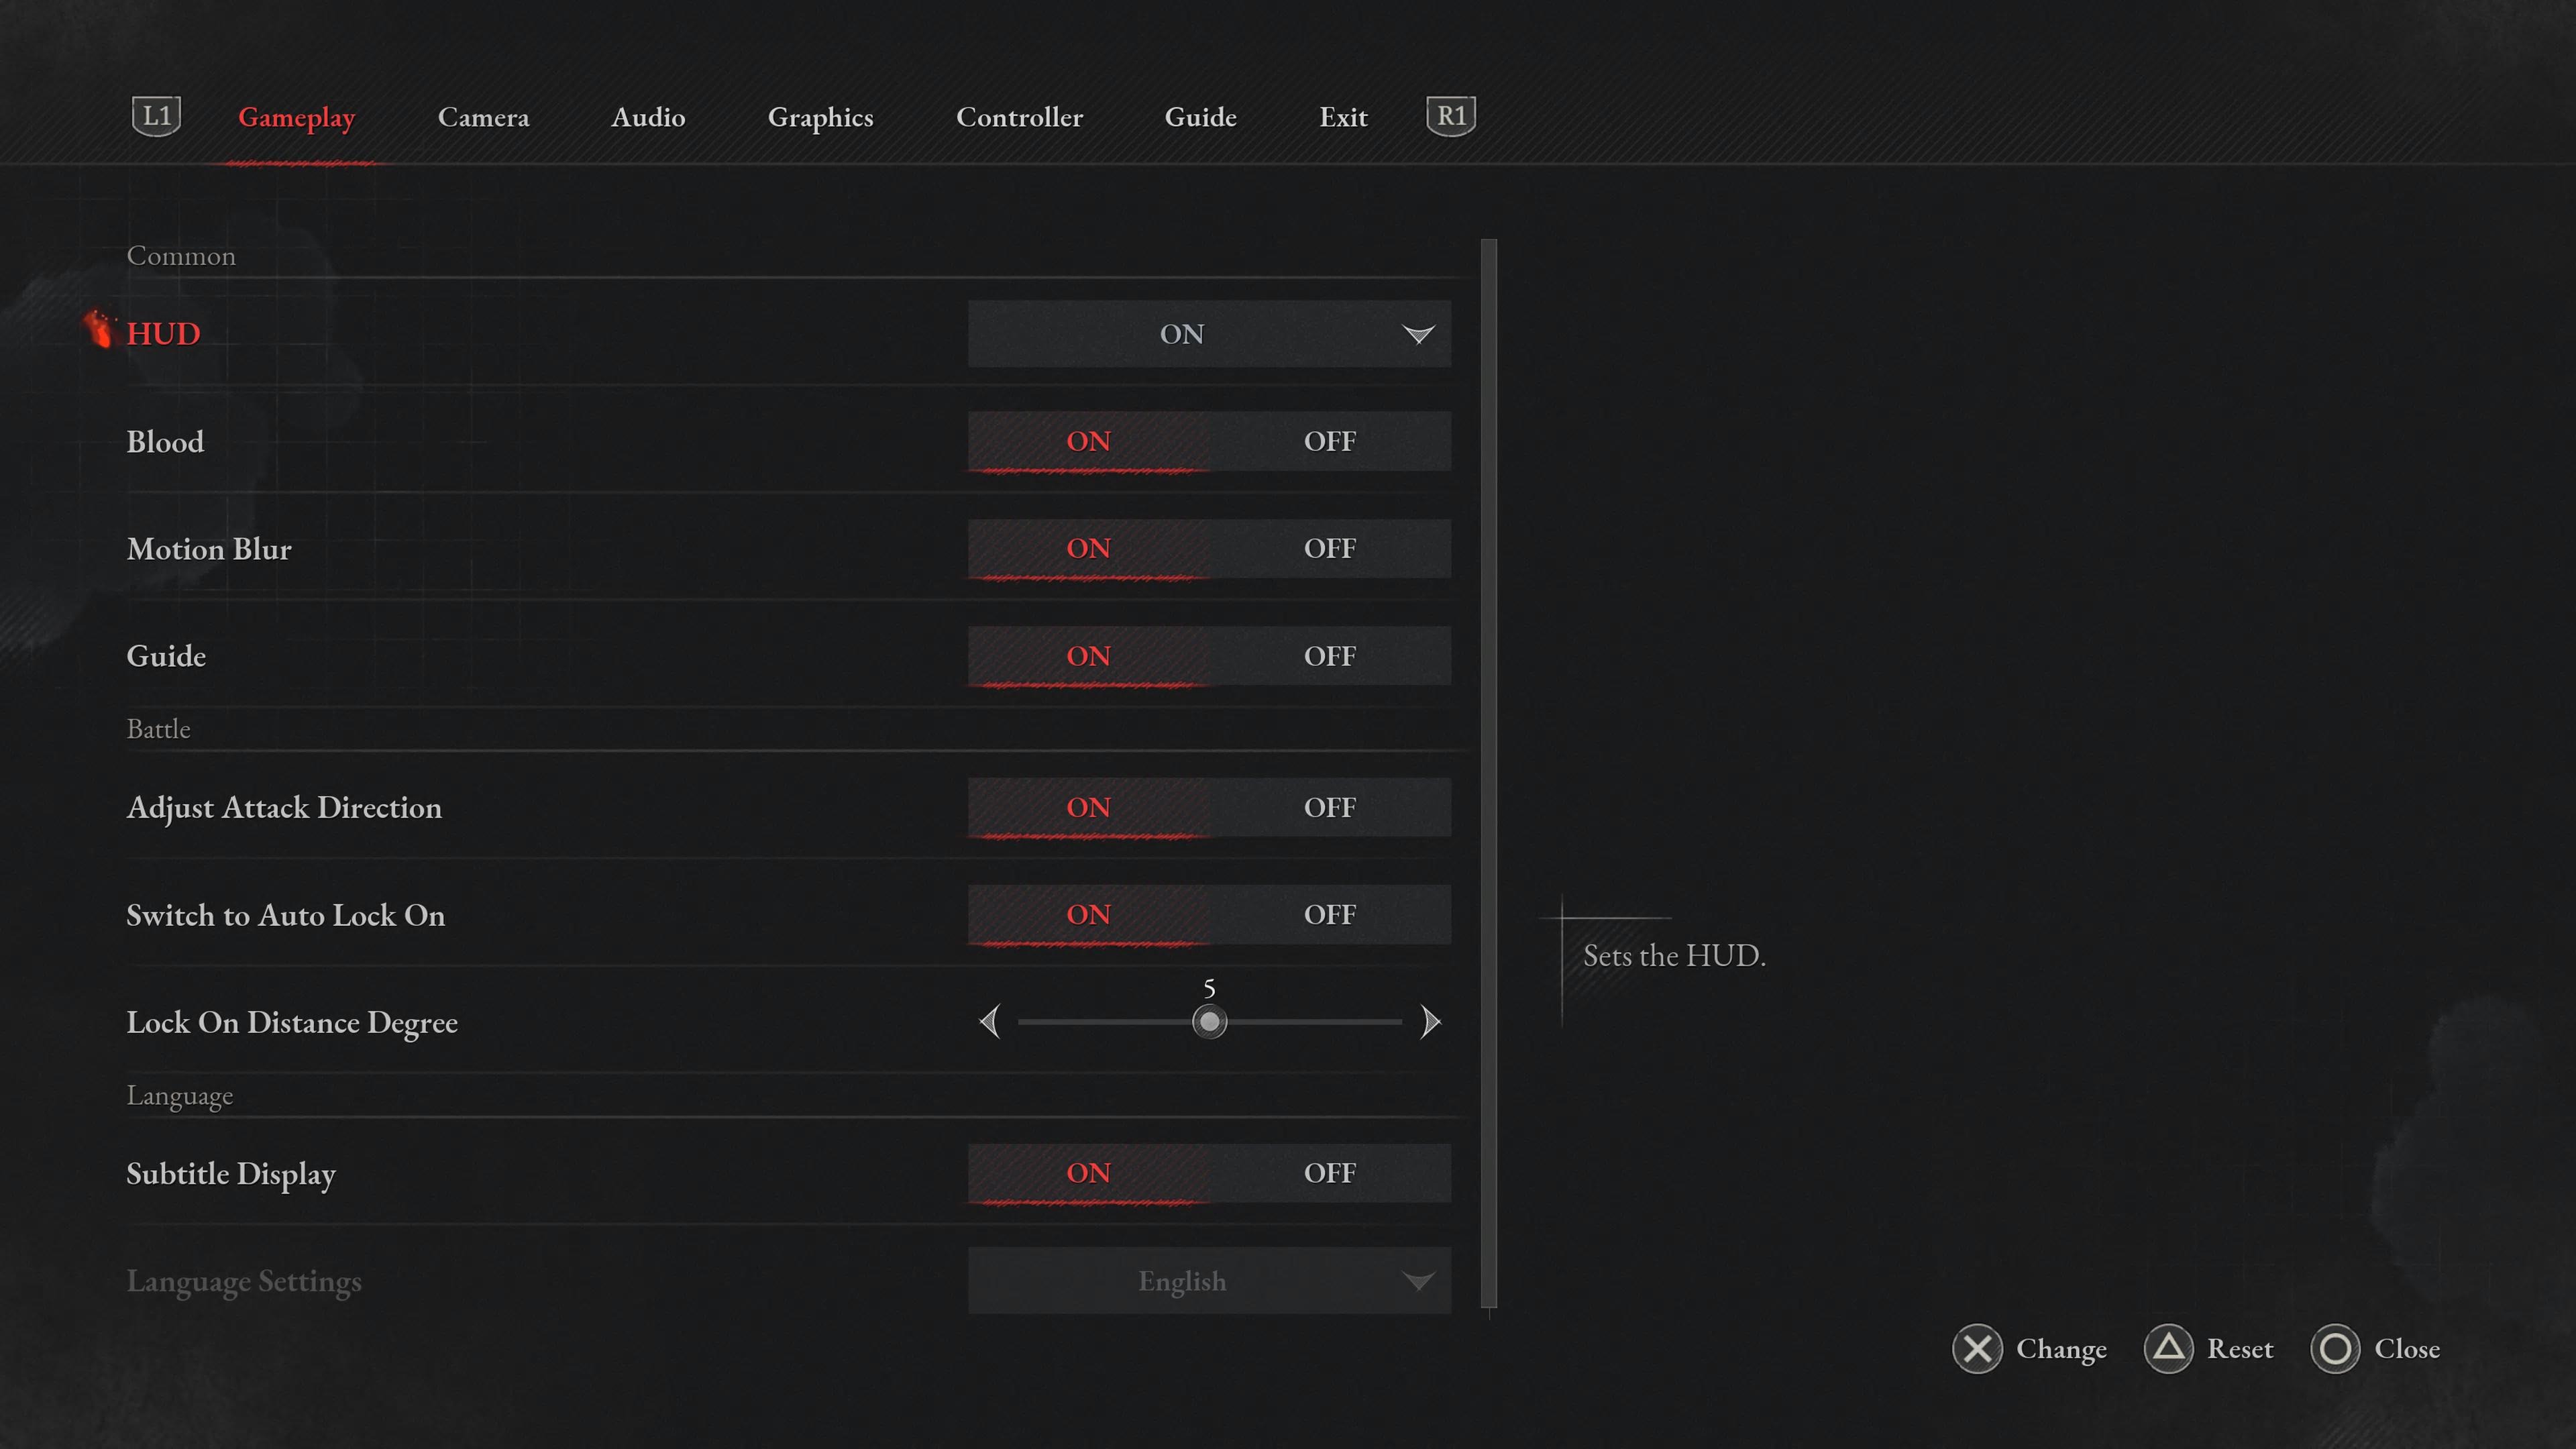 L1 Gameplay Camera Audio Graphics Controller Guide Exit R1
Common
HUD ON
Blood ON OFF
Motion Blur ON OFF
Guide ON OFF
Battle
Adjust Attack Direction ON OFF
Switch to Auto Lock On ON OFF
5
Lock On Distance Degree
Sets the HUD.
Language
Subtitle Display ON OFF
Language Settings English
Change Reset Close